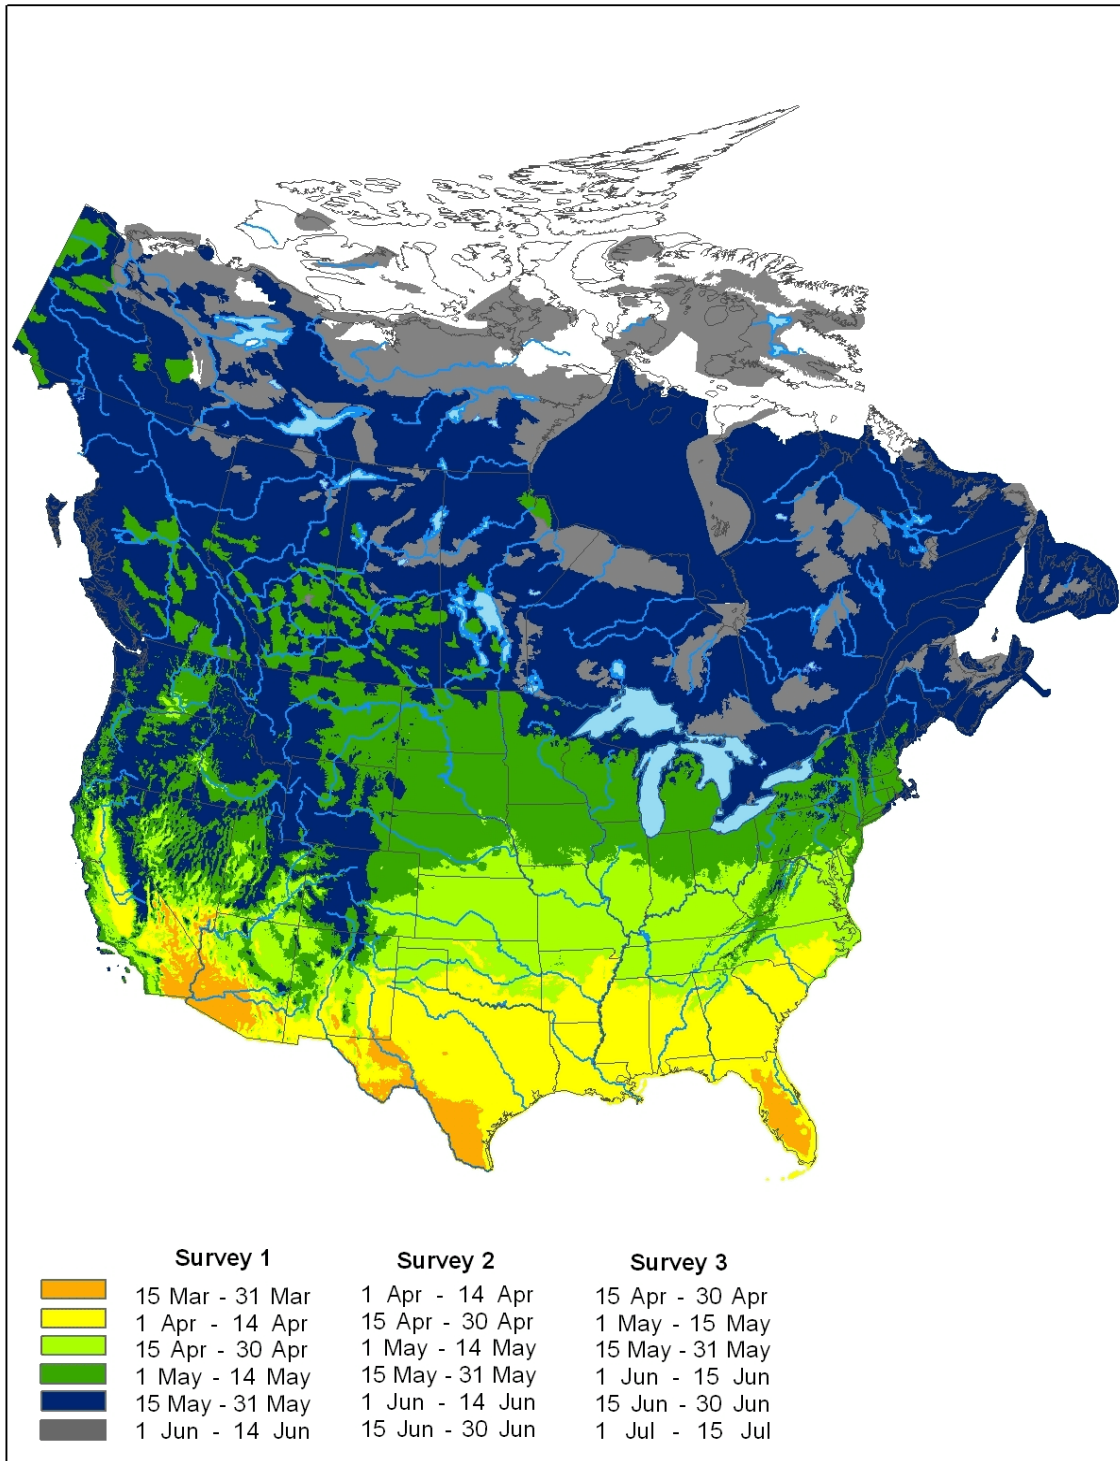 Survey 1 Survey 2 Survey 3
15 Mar - 31 Mar 1 Apr - 14 Apr 15 Apr - 30 Apr
1 Apr - 14 Apr 15 Apr - 30 Apr 1 May - 15 May
15 Apr - 30 Apr 1 May - 14 May 15 May - 31 May
1 May - 14 May 15 May - 31 May 1 Jun - 15 Jun
15 May - 31 May 1 Jun - 14 Jun 15 Jun - 30 Jun
1 Jun - 14 Jun 15 Jun - 30 Jun 1 Jul - 15 Jul